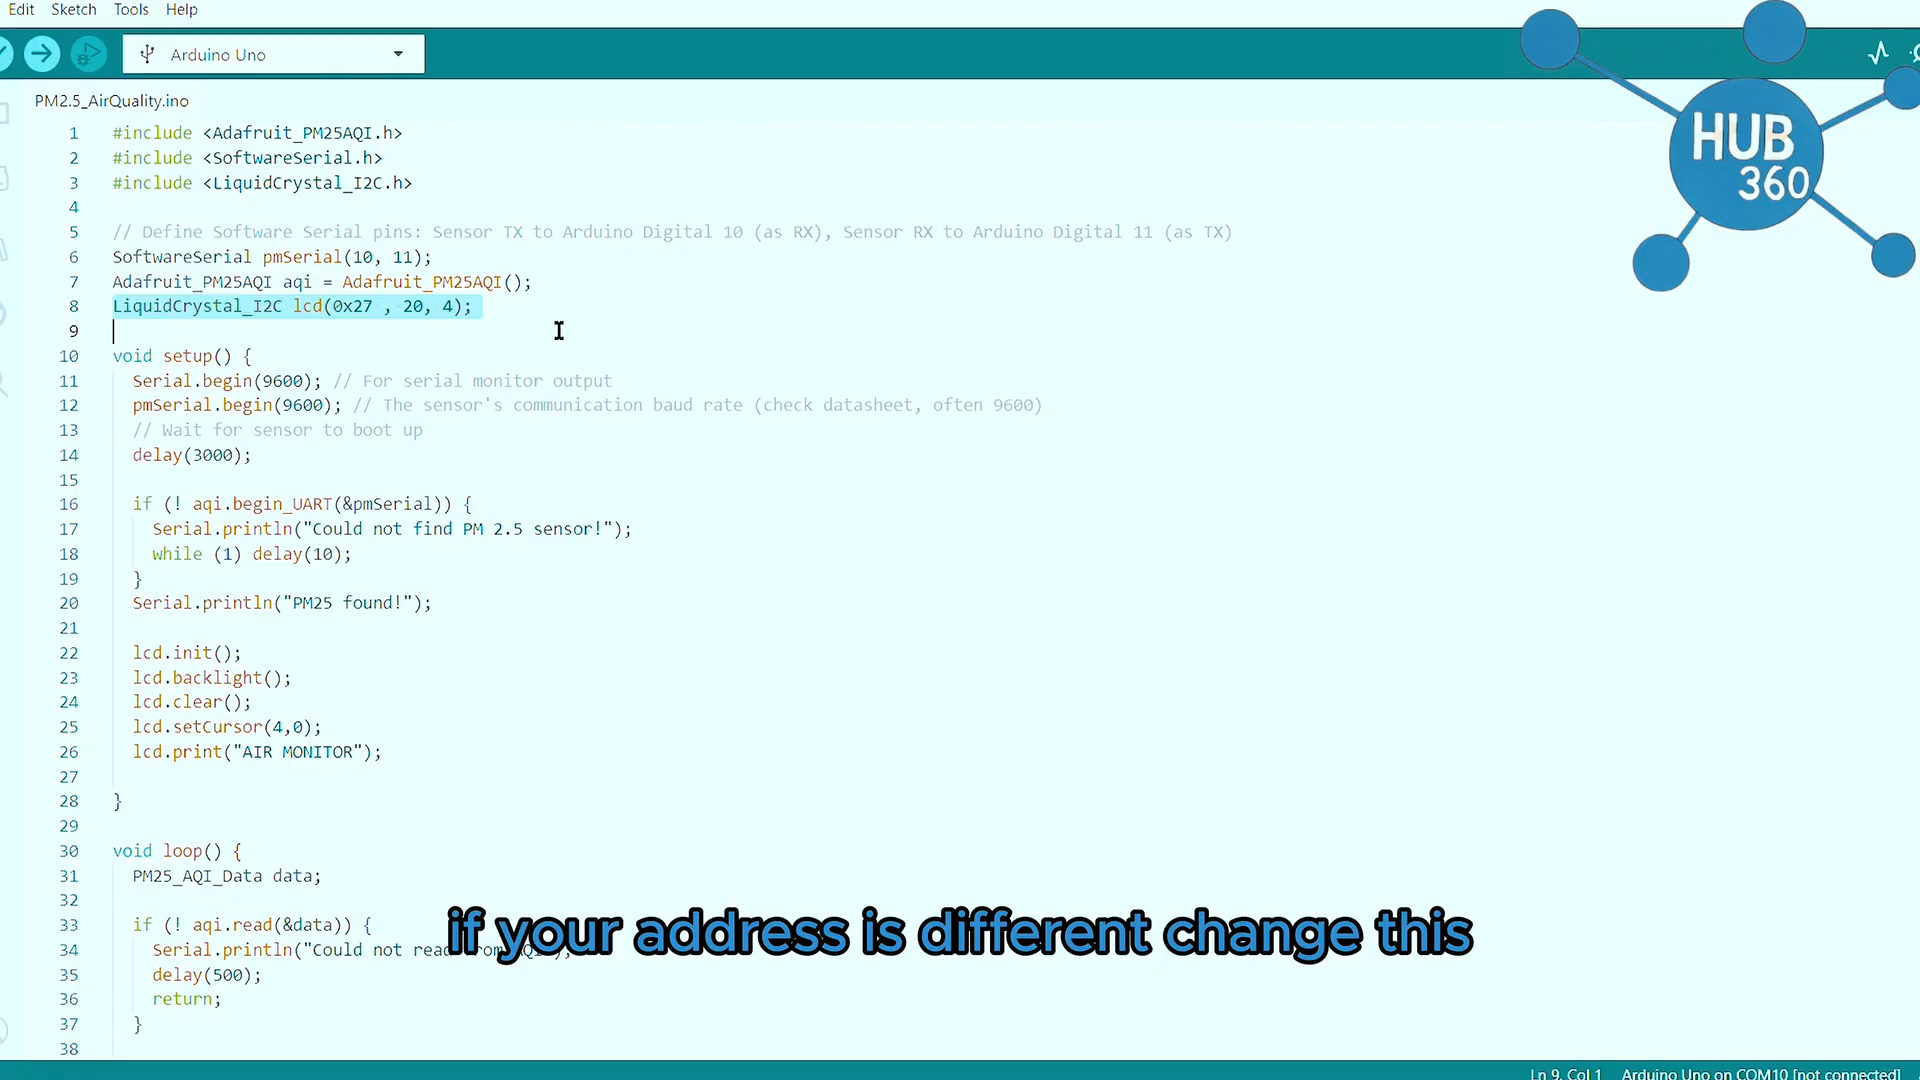 Edit Sketch Tools Help
Arduino Uno
HUB
360
PM2.5_AirQuality.ino
1 #include <Adafruit_PM25AQI.h>
2 #include <SoftwareSerial.h>
3 #include <LiquidCrystal_I2C.h>
4
5 // Define Software Serial pins: Sensor TX to Arduino Digital 10 (as RX), Sensor RX to Arduino Digital 11 (as TX)
6 SoftwareSerial pmSerial(10, 11);
7 Adafruit_PM25AQI aqi = Adafruit_PM25AQI();
8 LiquidCrystal_I2C lcd(0x27 , 20, 4);
9
10 void setup() {
11 Serial.begin(9600); // For serial monitor output
12 pmSerial.begin(9600); // The sensor's communication baud rate (check datasheet, often 9600)
13 // Wait for sensor to boot up
14 delay(3000);
15
16 if (! aqi.begin_UART(&pmSerial)) {
17 Serial.println("Could not find PM 2.5 sensor!");
18 while (1) delay(10);
19 }
20 Serial.println("PM25 found!");
21
22 lcd.init();
23 lcd.backlight();
24 lcd.clear();
25 lcd.setCursor(4,0);
26 lcd.print("AIR MONITOR");
27
28 }
29
30 void loop() {
31 PM25_AQI_Data data;
32
33 if (! aqi.read(&data)) {
34 Serial.println("Could not
35 delay(500);
36 return;
37 }
38
if your address is different change this
Ln 9, Col 1 Arduino Uno on COM10 [not connected]